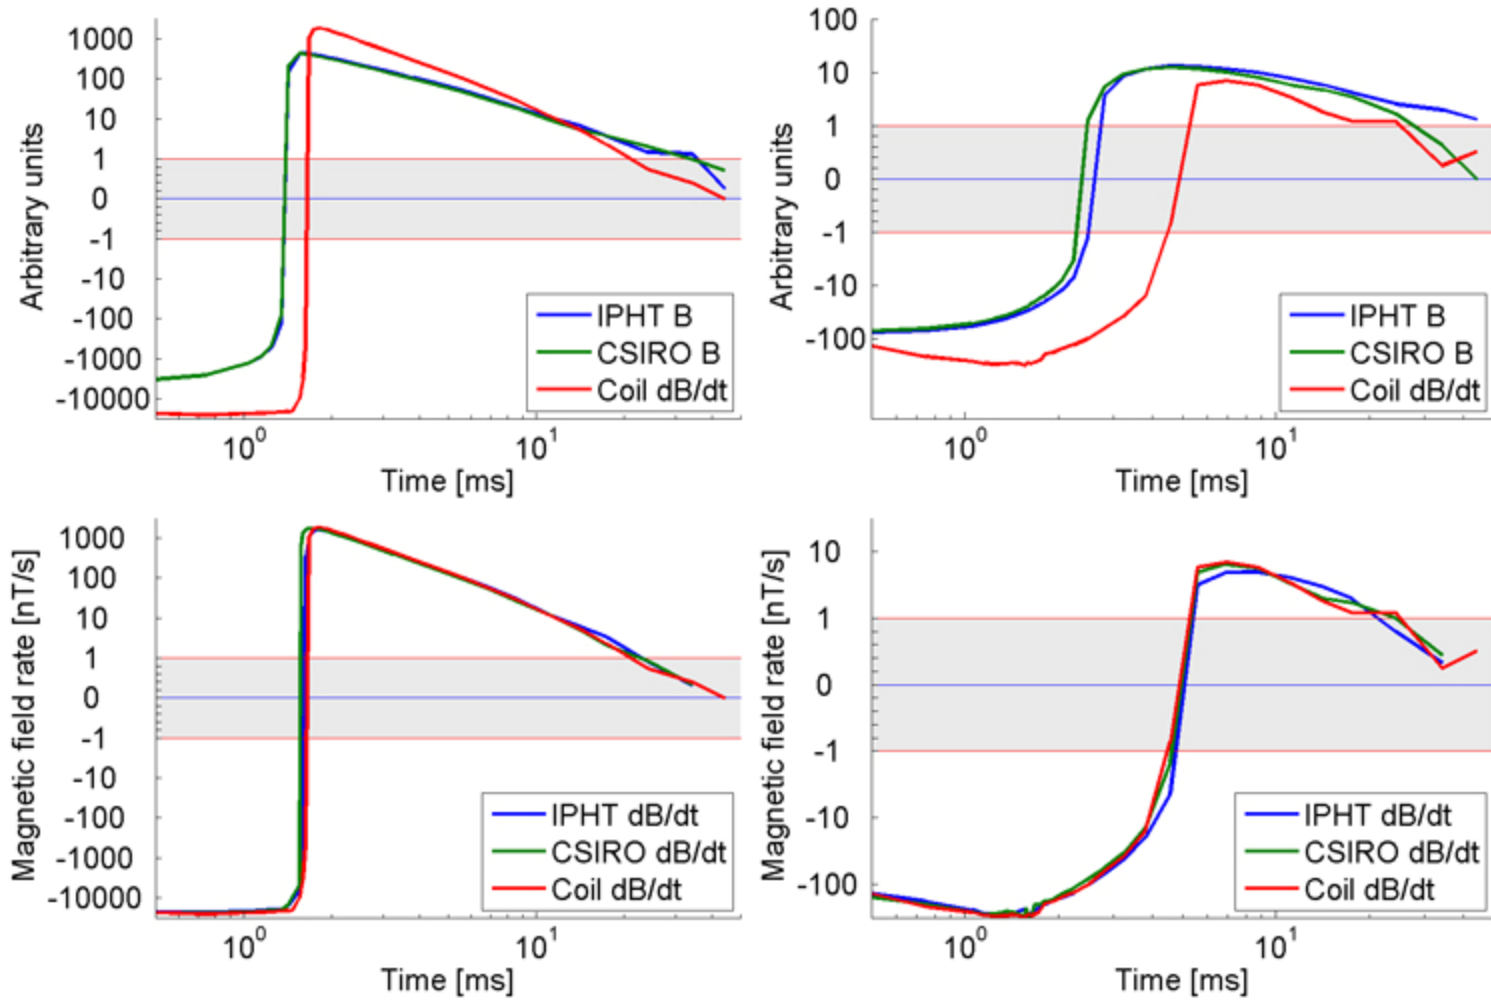 Arbitrary units
1000
100
10
1
0
-1
-10
-100
-1000
-10000
IPHT B
CSIRO B
Coil dB/dt
10^0
10^1
Time [ms]
Arbitrary units
100
10
1
0
-1
-10
-100
IPHT B
CSIRO B
Coil dB/dt
10^0
10^1
Time [ms]
Magnetic field rate [nT/s]
1000
100
10
1
0
-1
-10
-100
-1000
-10000
IPHT dB/dt
CSIRO dB/dt
Coil dB/dt
10^0
10^1
Time [ms]
Magnetic field rate [nT/s]
10
1
0
-1
-10
-100
IPHT dB/dt
CSIRO dB/dt
Coil dB/dt
10^0
10^1
Time [ms]